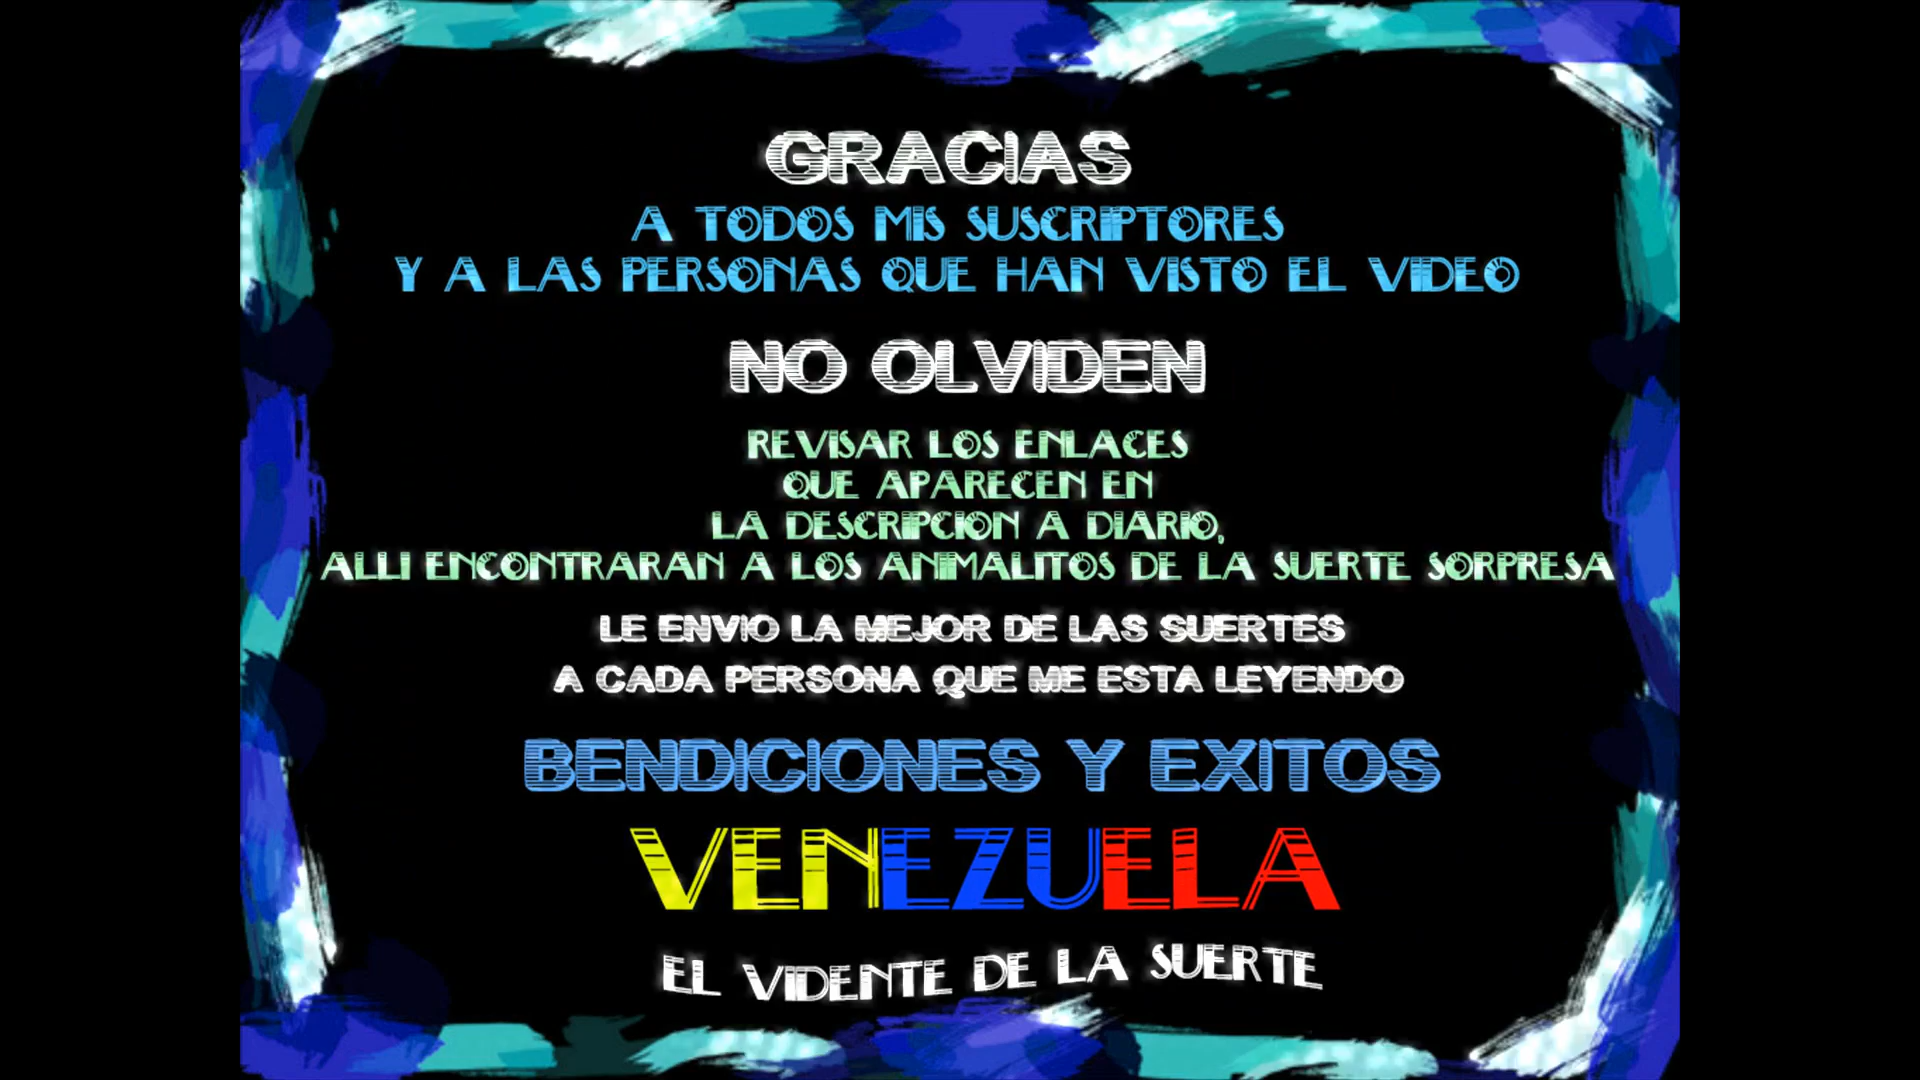 GRACIAS
A TODOS MIS SUSCRIPTORES
Y A LAS PERSONAS QUE HAN VISTO EL VIDEO
NO OLVIDEN
REVISAR LOS ENLACES
QUE APARECEN EN
LA DESCRIPCION A DIARIO,
ALLI ENCONTRARAN A LOS ANIMALITOS DE LA SUERTE SORPRESA
LE ENVIO LA MEJOR DE LAS SUERTES
A CADA PERSONA QUE ME ESTA LEYENDO
BENDICIONES Y EXITOS
VENEZUELA
EL VIDENTE DE LA SUERTE